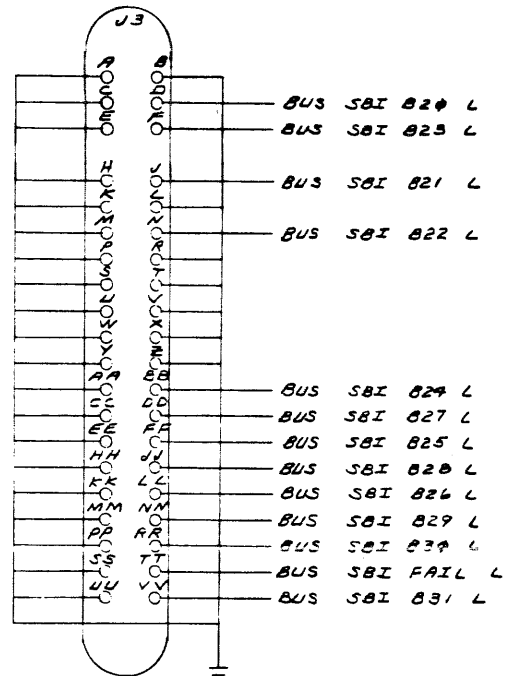 J3
A B
C D BUS SBI B20 L
E F BUS SBI B23 L
H J BUS SBI B21 L
K L
M N BUS SBI B22 L
P R
S T
U V
W X
Y Z
AA BB BUS SBI B24 L
CC DD BUS SBI B27 L
EE FF BUS SBI B25 L
HH JJ BUS SBI B28 L
KK LL BUS SBI B26 L
MM NN BUS SBI B29 L
PP RR BUS SBI B30 L
SS TT BUS SBI FAIL L
UU VV BUS SBI B31 L